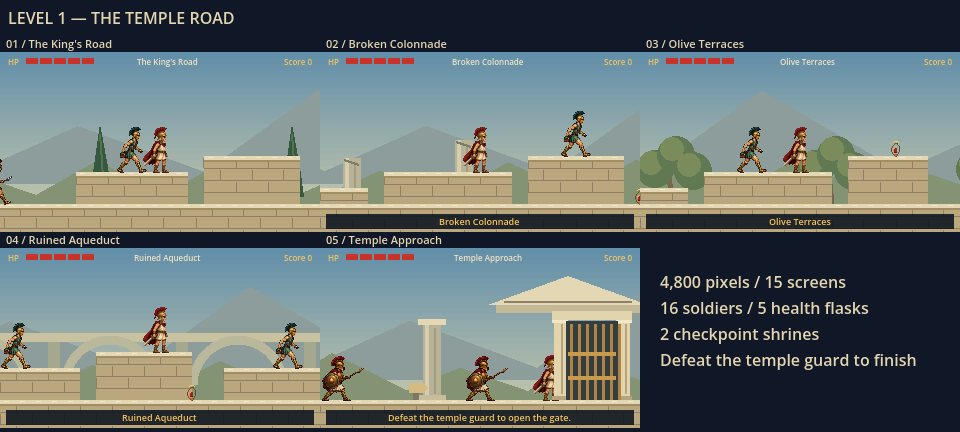 LEVEL 1 — THE TEMPLE ROAD
01 / The King's Road
02 / Broken Colonnade
03 / Olive Terraces
HP
The King's Road
Score 0
HP
Broken Colonnade
Score 0
HP
Olive Terraces
Score 0
Broken Colonnade
Olive Terraces
04 / Ruined Aqueduct
05 / Temple Approach
HP
Ruined Aqueduct
Score 0
HP
Temple Approach
Score 0
4,800 pixels / 15 screens
16 soldiers / 5 health flasks
2 checkpoint shrines
Defeat the temple guard to finish
Ruined Aqueduct
Defeat the temple guard to open the gate.